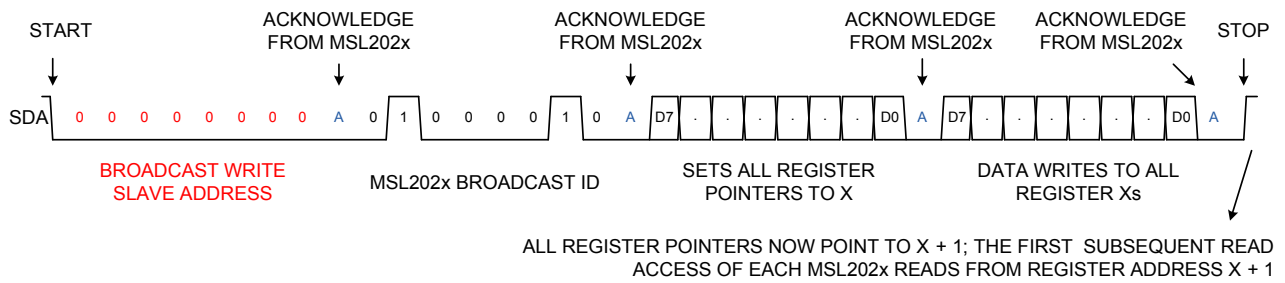 START
ACKNOWLEDGE
FROM MSL202x
ACKNOWLEDGE
FROM MSL202x
ACKNOWLEDGE
FROM MSL202x
ACKNOWLEDGE
FROM MSL202x
STOP
SDA 0 0 0 0 0 0 0 0 A 0 1 0 0 0 0 1 0 A D7 . . . . . . D0 A D7 . . . . . . D0 A
BROADCAST WRITE
SLAVE ADDRESS
MSL202x BROADCAST ID
SETS ALL REGISTER
POINTERS TO X
DATA WRITES TO ALL
REGISTER Xs
ALL REGISTER POINTERS NOW POINT TO X + 1; THE FIRST SUBSEQUENT READ
ACCESS OF EACH MSL202x READS FROM REGISTER ADDRESS X + 1